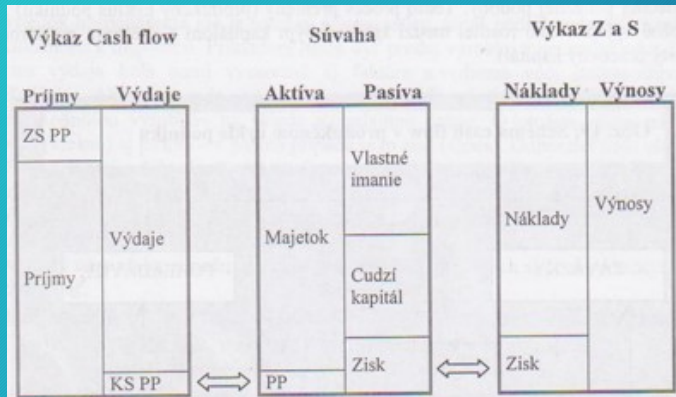 Výkaz Cash flow
Súvaha
Výkaz Z a S
Príjmy
Výdaje
Aktíva
Pasíva
Náklady
Výnosy
ZS PP
Príjmy
Výdaje
KS PP
Majetok
PP
Vlastné
imanie
Cudzí
kapitál
Zisk
Náklady
Zisk
Výnosy